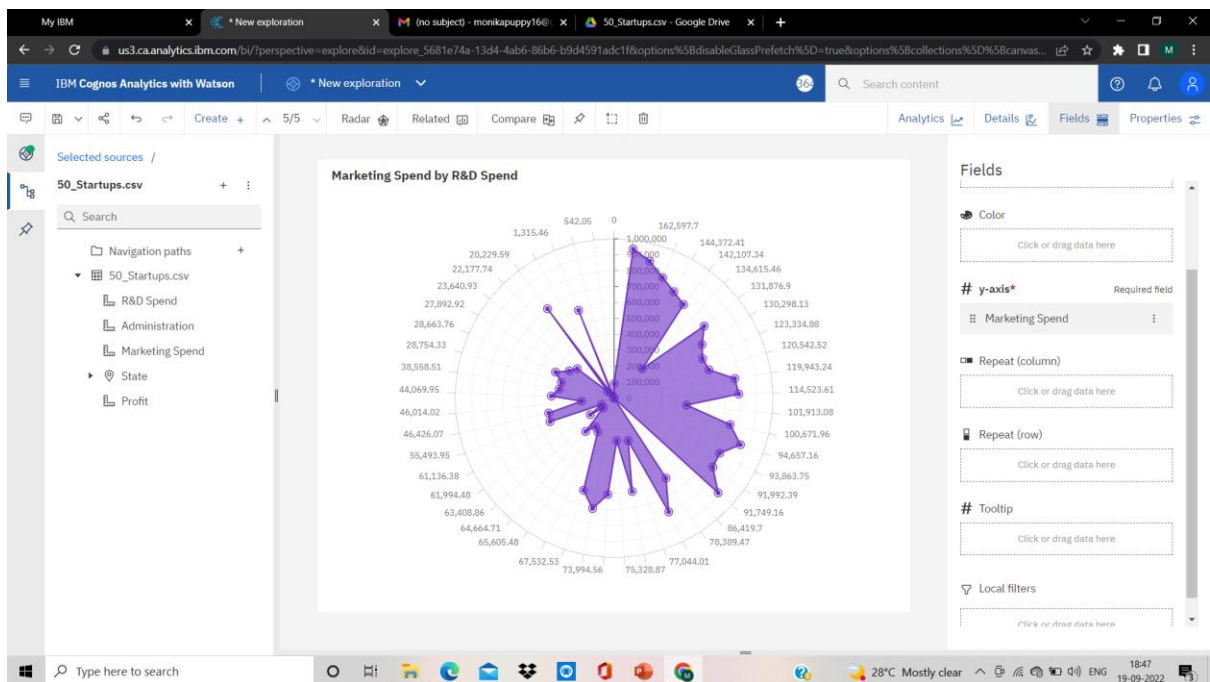 My IBM
* New exploration
(no subject) - monikapuppy16@
50_Startups.csv - Google Drive
us3.ca.analytics.ibm.com/bi/?perspective=explore&id=explore_5681e74a-13d4-4ab6-86b6-b9d4591adc1f&options%5BdisableGlassPrefetch%5D=true&options%5Bcollections%5D%5Bcanvas...
IBM Cognos Analytics with Watson
* New exploration
364
Search content
Create +
5/5
Radar
Related
Compare
Analytics
Details
Fields
Properties
Selected sources /
50_Startups.csv
Search
Navigation paths
50_Startups.csv
R&D Spend
Administration
Marketing Spend
State
Profit
Marketing Spend by R&D Spend
0
162,597.7
144,372.41
142,107.34
134,615.46
131,876.9
130,298.13
123,334.88
120,542.52
119,943.24
114,523.61
101,913.08
100,671.96
94,657.16
93,863.75
91,992.39
91,749.16
86,419.7
78,389.47
77,044.01
75,328.87
73,994.56
67,532.53
65,605.48
64,664.71
63,408.86
61,994.48
61,136.38
55,493.95
46,426.07
46,014.02
44,069.95
38,558.51
28,754.33
28,663.76
27,892.92
23,640.93
22,177.74
20,229.59
1,315.46
542.05
1,000,000
900,000
800,000
700,000
600,000
500,000
400,000
300,000
200,000
100,000
0
Fields
Color
Click or drag data here
# y-axis*
Required field
Marketing Spend
Repeat (column)
Click or drag data here
Repeat (row)
Click or drag data here
# Tooltip
Click or drag data here
Local filters
Click or drag data here
Type here to search
28°C Mostly clear
ENG
18:47
19-09-2022